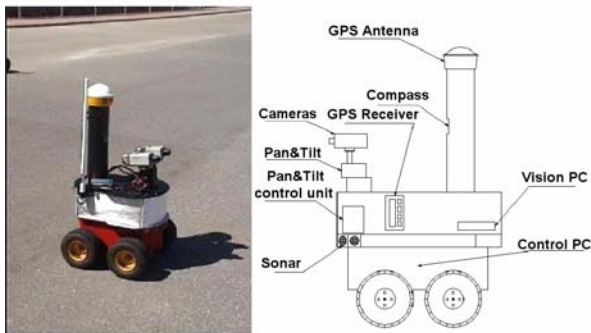 GPS Antenna
Compass
Cameras
GPS Receiver
Pan&Tilt
Pan&Tilt
control unit
Vision PC
Control PC
Sonar